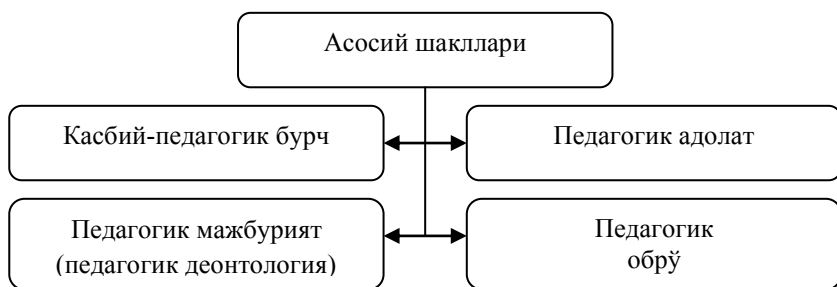 Асосий шакллари
Касбий-педагогик бурч
Педагогик адолат
Педагогик мажбурият
(педагогик деонтология)
Педагогик
обрў